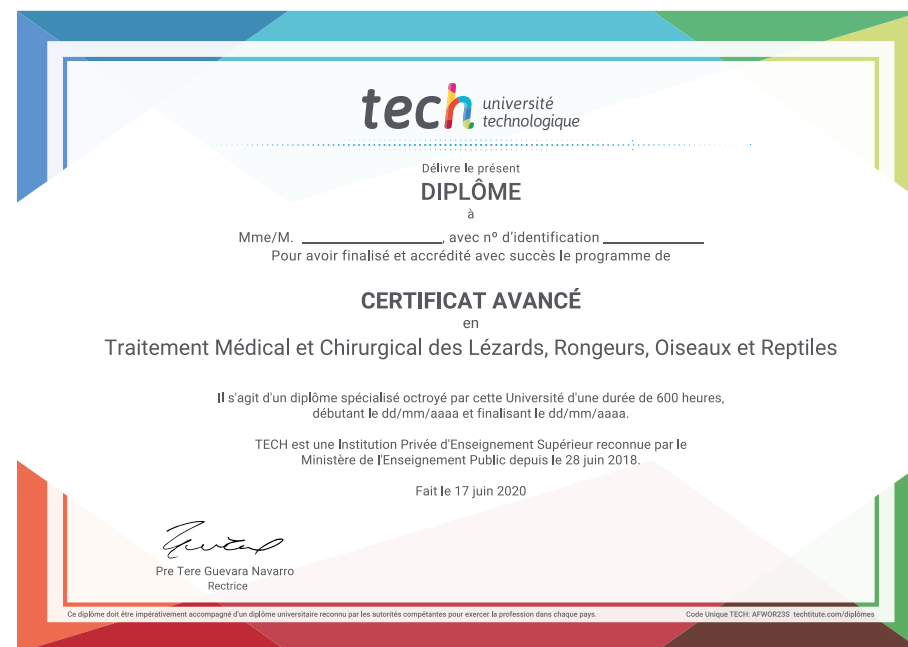 tech université
technologique
Délivre le présent
DIPLÔME
à
Mme/M. ____________________, avec nº d'identification ______________
Pour avoir finalisé et accrédité avec succès le programme de
CERTIFICAT AVANCÉ
en
Traitement Médical et Chirurgical des Lézards, Rongeurs, Oiseaux et Reptiles
Il s'agit d'un diplôme spécialisé octroyé par cette Université d'une durée de 600 heures,
débutant le dd/mm/aaaa et finalisant le dd/mm/aaaa.
TECH est une Institution Privée d'Enseignement Supérieur reconnue par le
Ministère de l'Enseignement Public depuis le 28 juin 2018.
Fait le 17 juin 2020
Pre Tere Guevara Navarro
Rectrice
Ce diplôme doit être impérativement accompagné d'un diplôme universitaire reconnu par les autorités compétentes pour exercer la profession dans chaque pays.
Code Unique TECH: AFWOR23S techtitute.com/diplômes